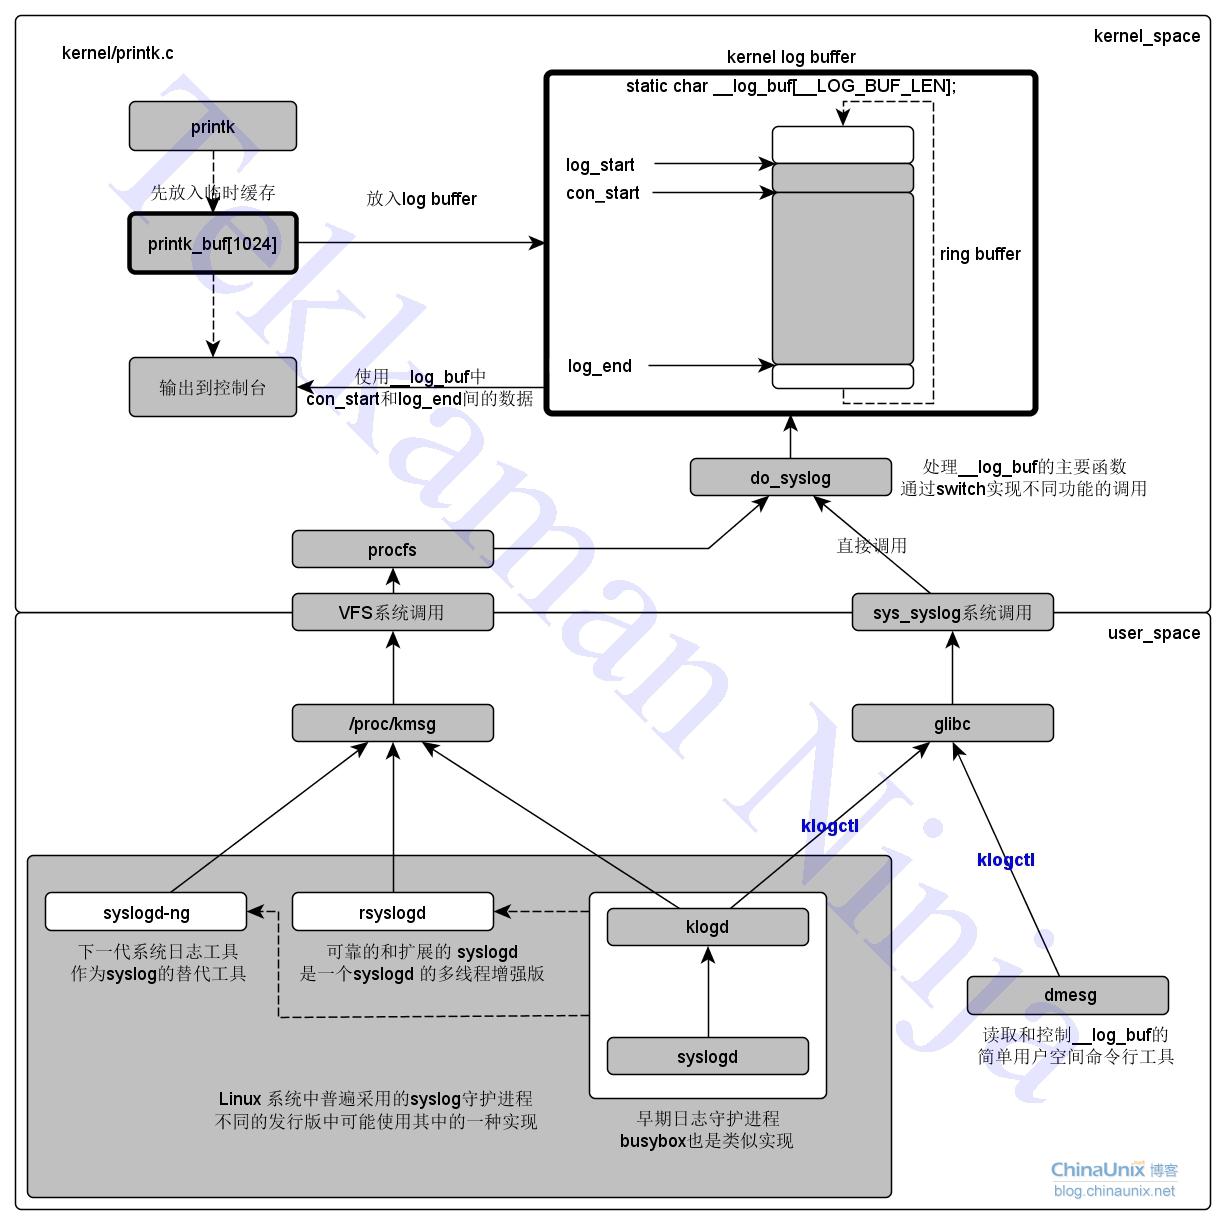 kernel_space
kernel/printk.c
kernel log buffer
static char __log_buf[__LOG_BUF_LEN];
printk
log_start
先放入临时缓存
放入log buffer
con_start
printk_buf[1024]
ring buffer
log_end
输出到控制台
使用__log_buf中
con_start和log_end间的数据
do_syslog
处理__log_buf的主要函数
通过switch实现不同功能的调用
procfs
直接调用
VFS系统调用
sys_syslog系统调用
user_space
/proc/kmsg
glibc
klogctl
klogctl
syslogd-ng
rsyslogd
klogd
下一代系统日志工具
作为syslog的替代工具
可靠的和扩展的 syslogd
是一个syslogd 的多线程增强版
dmesg
读取和控制__log_buf的
简单用户空间命令行工具
syslogd
Linux 系统中普遍采用的syslog守护进程
不同的发行版中可能使用其中的一种实现
早期日志守护进程
busybox也是类似实现
Tekkaman Ninja
ChinaUnix 博客
blog.chinaunix.net